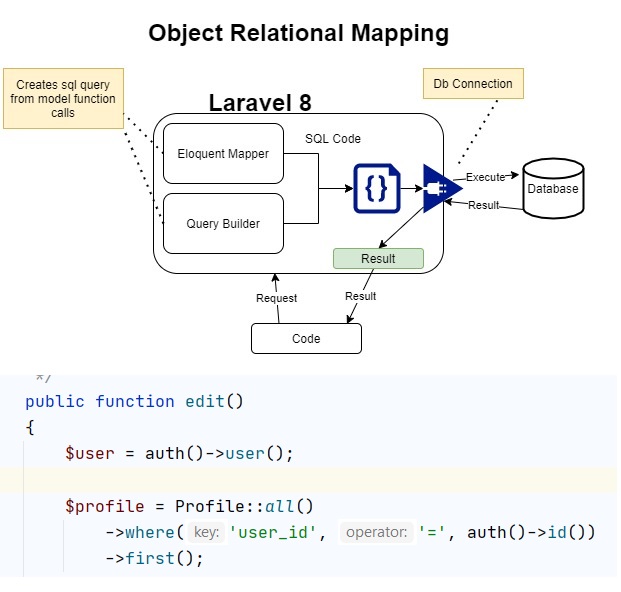 Object Relational Mapping
Creates sql query
from model function
calls
Laravel 8
Db Connection
Eloquent Mapper
SQL Code
{}
Query Builder
Execute
Database
Result
Result
Request
Result
Code
*/
public function edit()
{
$user = auth()->user();
$profile = Profile::all()
->where( key: 'user_id', operator: '=', auth()->id())
->first();